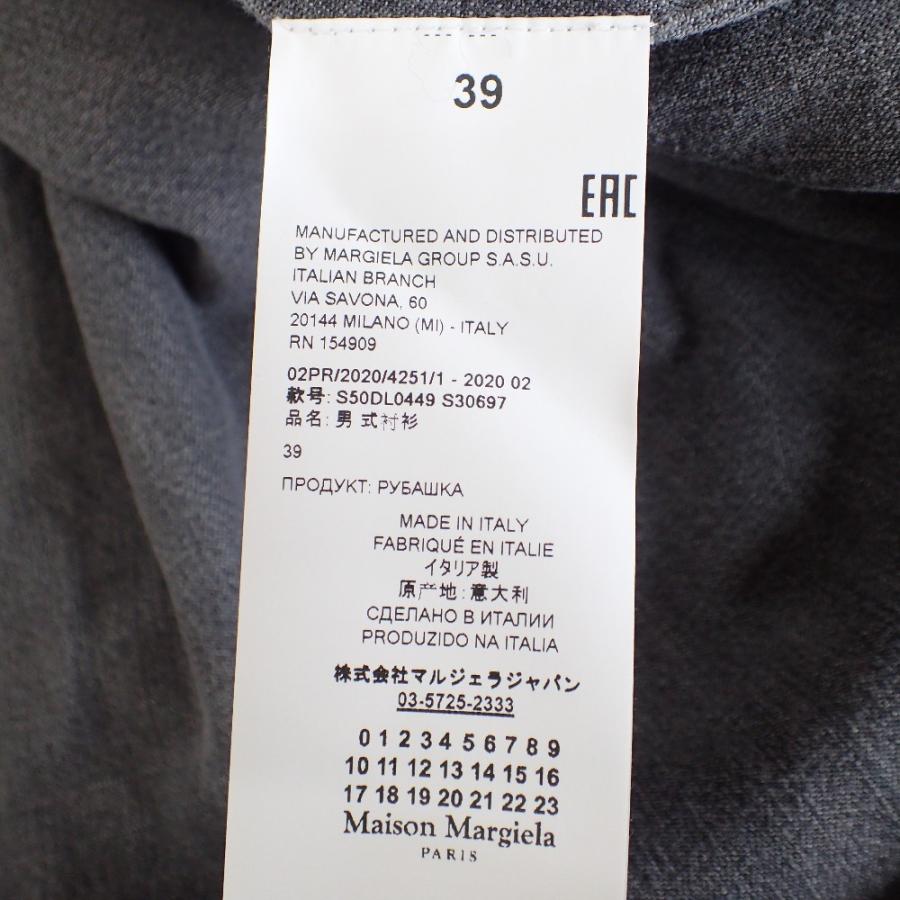 39
EAC
MANUFACTURED AND DISTRIBUTED
BY MARGIELA GROUP S.A.S.U.
ITALIAN BRANCH
VIA SAVONA, 60
20144 MILANO (MI) - ITALY
RN 154909
02PR/2020/4251/1 - 2020 02
款号: S50DL0449 S30697
品名: 男 式衬衫
39
ПРОДУКТ: РУБАШКА
MADE IN ITALY
FABRIQUÉ EN ITALIE
イタリア製
原产地: 意大利
СДЕЛАНО В ИТАЛИИ
PRODUZIDO NA ITALIA
株式会社マルジェラジャパン
03-5725-2333
0 1 2 3 4 5 6 7 8 9
10 11 12 13 14 15 16
17 18 19 20 21 22 23
Maison Margiela
PARIS